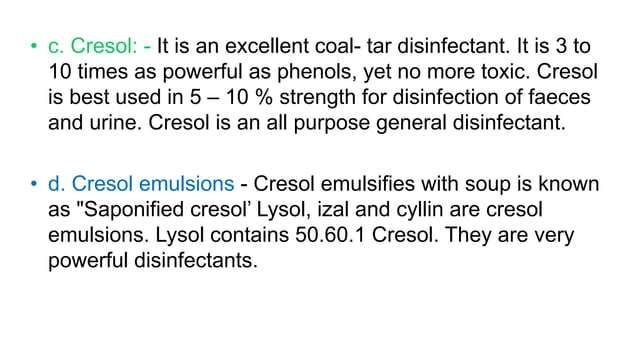 • c. Cresol: - It is an excellent coal- tar disinfectant. It is 3 to
10 times as powerful as phenols, yet no more toxic. Cresol
is best used in 5 – 10 % strength for disinfection of faeces
and urine. Cresol is an all purpose general disinfectant.
• d. Cresol emulsions - Cresol emulsifies with soup is known
as "Saponified cresol’ Lysol, izal and cyllin are cresol
emulsions. Lysol contains 50.60.1 Cresol. They are very
powerful disinfectants.